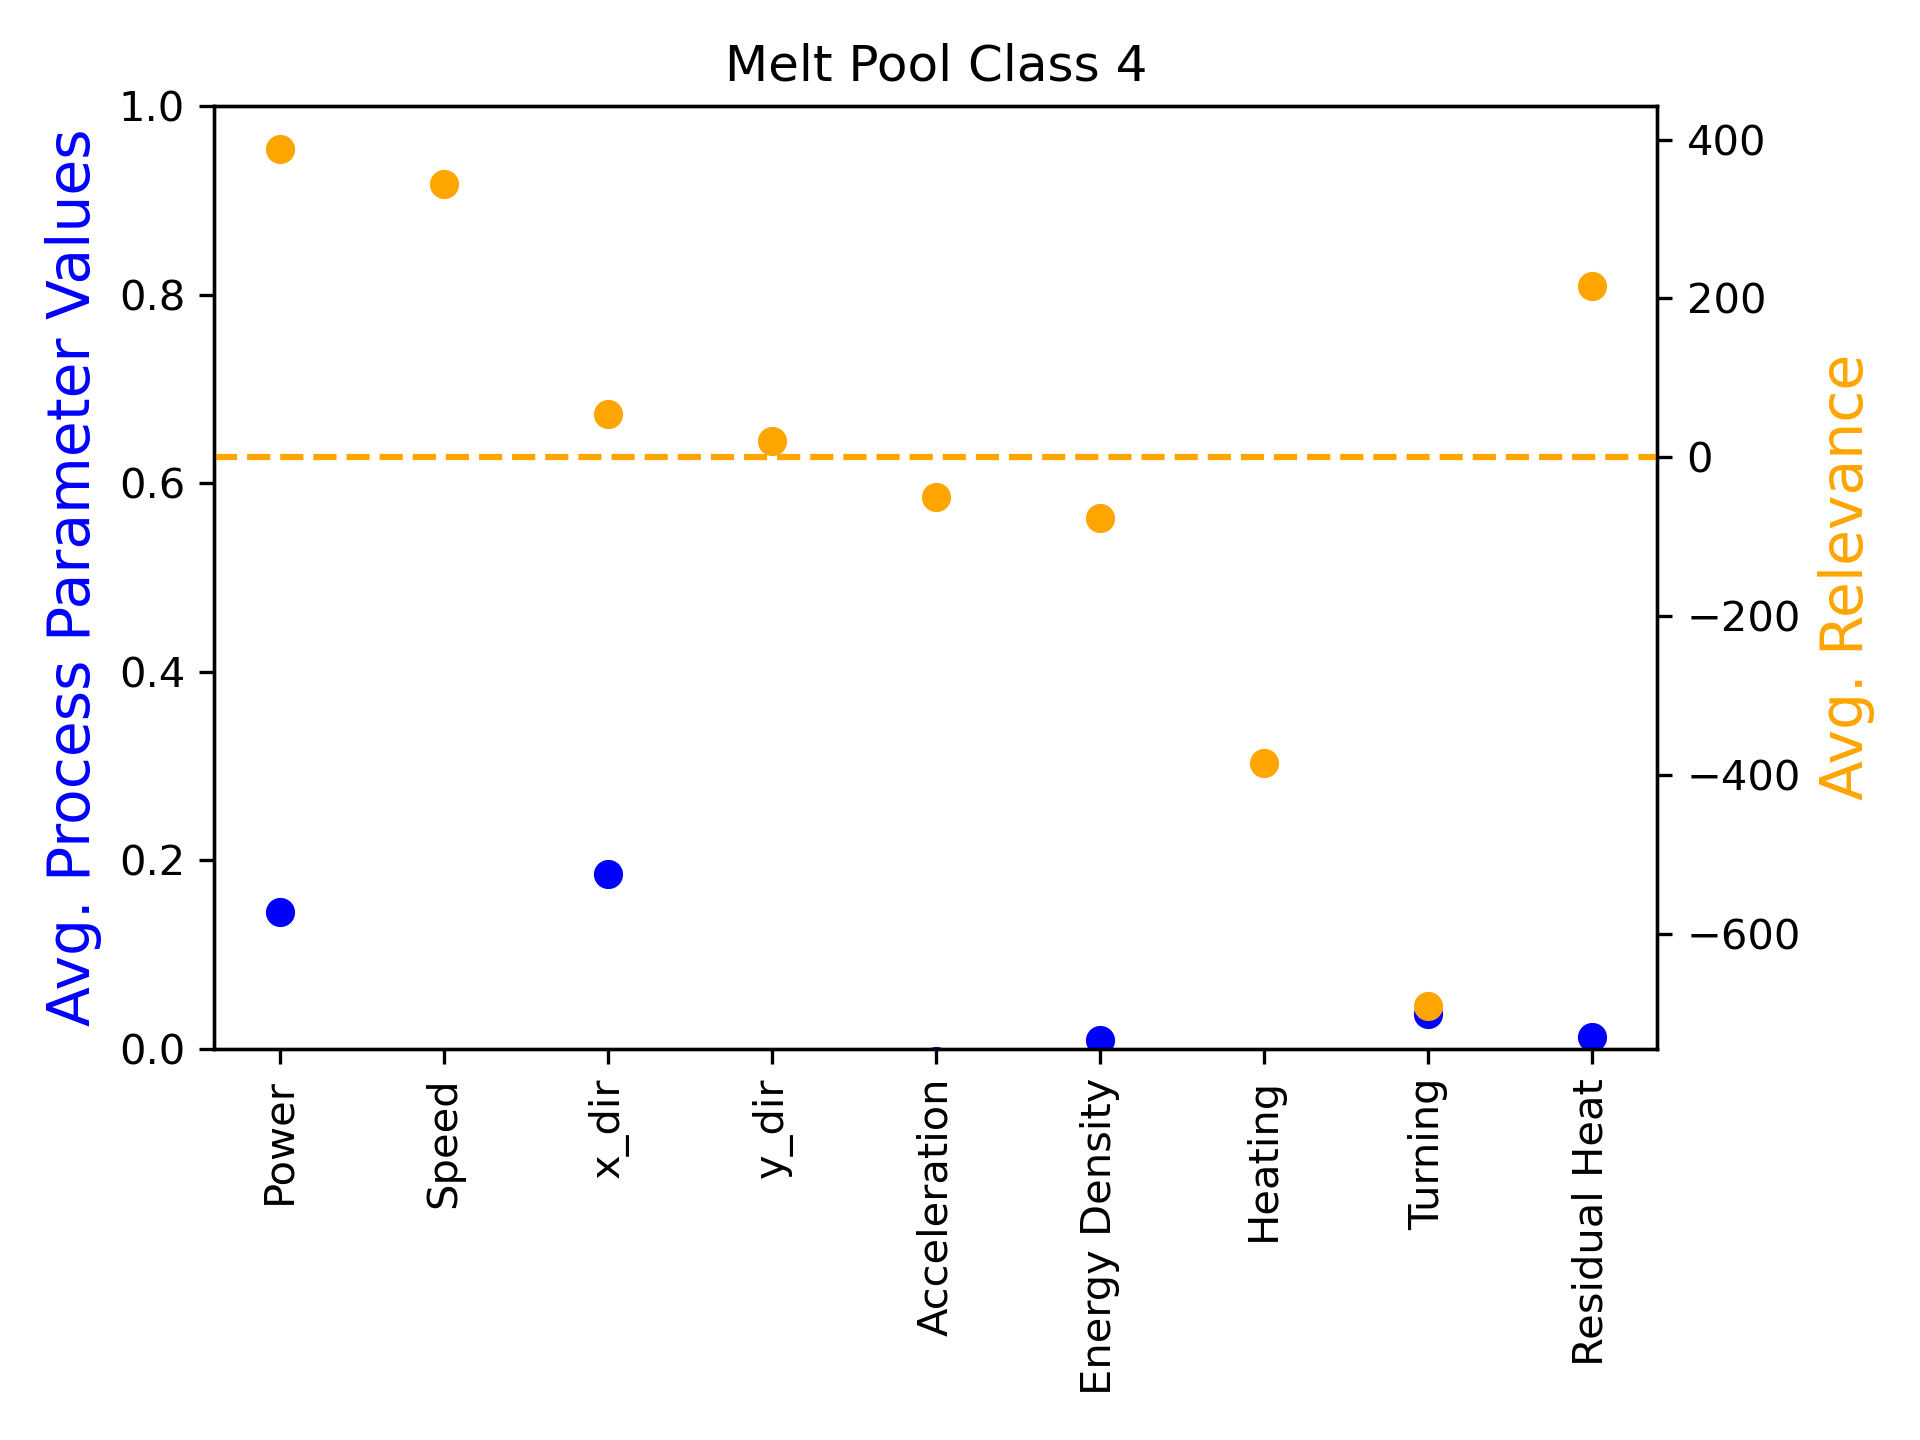 Melt Pool Class 4
Avg. Process Parameter Values
1.0
0.8
0.6
0.4
0.2
0.0
400
200
0
−200
−400
−600
Avg. Relevance
Power
Speed
x_dir
y_dir
Acceleration
Energy Density
Heating
Turning
Residual Heat